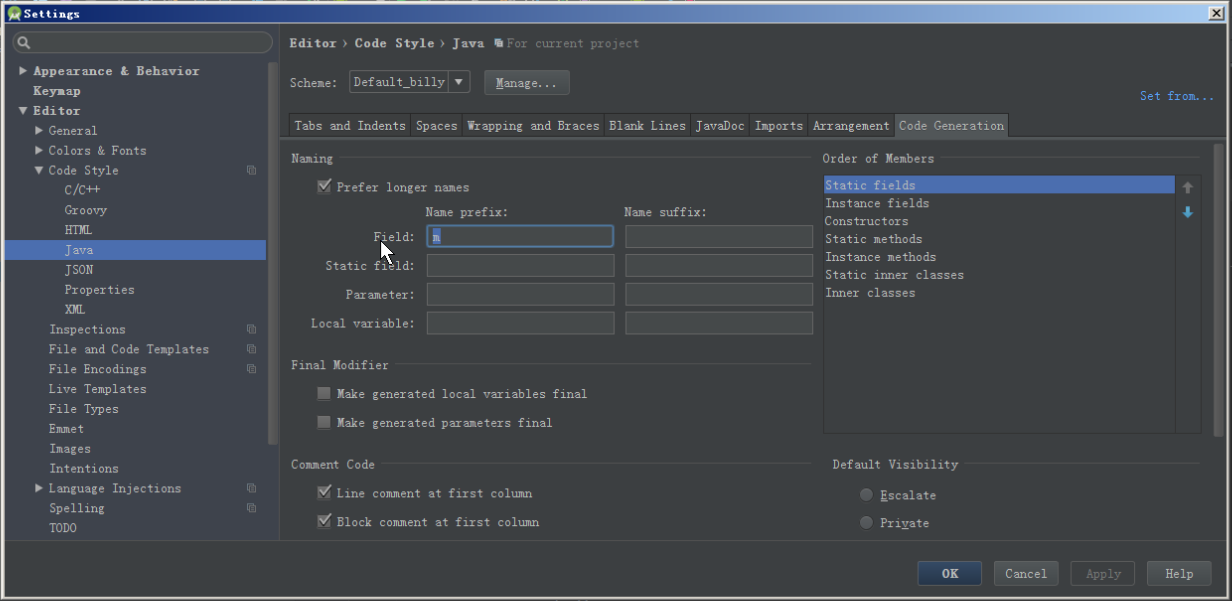 Settings
Appearance & Behavior
Keymap
Editor
General
Colors & Fonts
Code Style
C/C++
Groovy
HTML
Java
JSON
Properties
XML
Inspections
File and Code Templates
File Encodings
Live Templates
File Types
Emmet
Images
Intentions
Language Injections
Spelling
TODO
Editor › Code Style › Java For current project
Scheme: Default_billy Manage...
Set from...
Tabs and Indents Spaces Wrapping and Braces Blank Lines JavaDoc Imports Arrangement Code Generation
Naming
Prefer longer names
Name prefix: Name suffix:
Field: m
Static field:
Parameter:
Local variable:
Final Modifier
Make generated local variables final
Make generated parameters final
Comment Code
Line comment at first column
Block comment at first column
Order of Members
Static fields
Instance fields
Constructors
Static methods
Instance methods
Static inner classes
Inner classes
Default Visibility
Escalate
Private
OK Cancel Apply Help